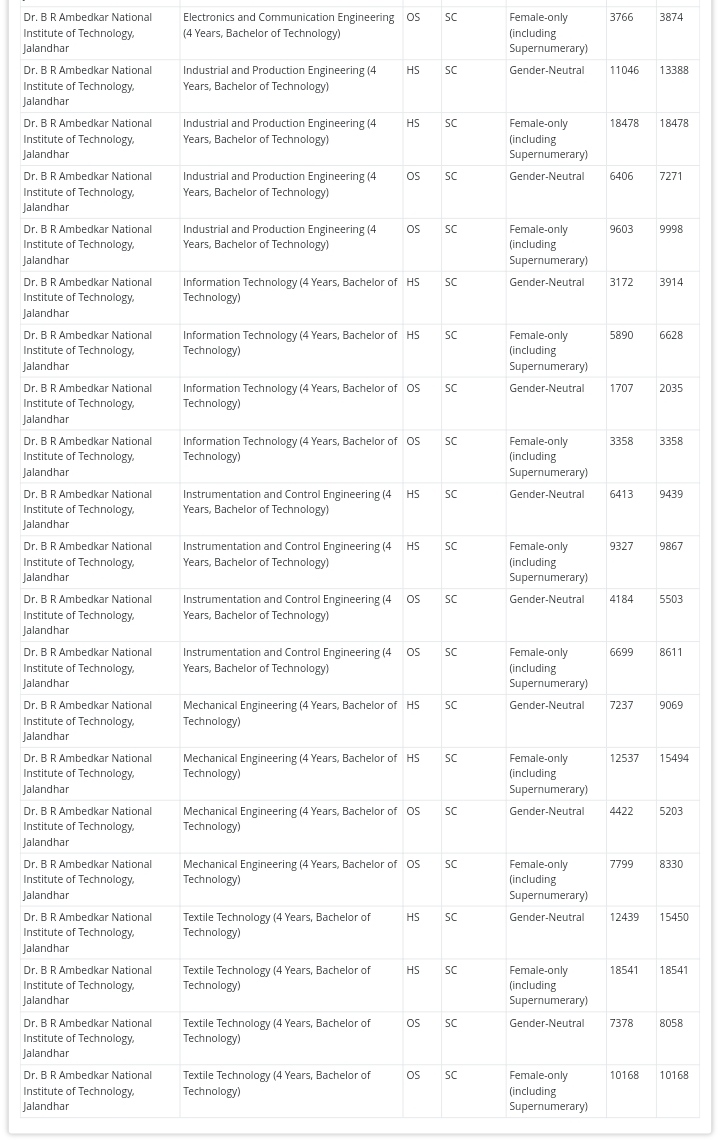 Dr. B R Ambedkar National Electronics and Communication Engineering OS SC Female-only 3766 3874
Institute of Technology, (4 Years, Bachelor of Technology) (including
Jalandhar Supernumerary)
Dr. B R Ambedkar National Industrial and Production Engineering (4 HS SC Gender-Neutral 11046 13388
Institute of Technology, Years, Bachelor of Technology)
Jalandhar
Dr. B R Ambedkar National Industrial and Production Engineering (4 HS SC Female-only 18478 18478
Institute of Technology, Years, Bachelor of Technology) (including
Jalandhar Supernumerary)
Dr. B R Ambedkar National Industrial and Production Engineering (4 OS SC Gender-Neutral 6406 7271
Institute of Technology, Years, Bachelor of Technology)
Jalandhar
Dr. B R Ambedkar National Industrial and Production Engineering (4 OS SC Female-only 9603 9998
Institute of Technology, Years, Bachelor of Technology) (including
Jalandhar Supernumerary)
Dr. B R Ambedkar National Information Technology (4 Years, Bachelor of HS SC Gender-Neutral 3172 3914
Institute of Technology, Technology)
Jalandhar
Dr. B R Ambedkar National Information Technology (4 Years, Bachelor of HS SC Female-only 5890 6628
Institute of Technology, Technology) (including
Jalandhar Supernumerary)
Dr. B R Ambedkar National Information Technology (4 Years, Bachelor of OS SC Gender-Neutral 1707 2035
Institute of Technology, Technology)
Jalandhar
Dr. B R Ambedkar National Information Technology (4 Years, Bachelor of OS SC Female-only 3358 3358
Institute of Technology, Technology) (including
Jalandhar Supernumerary)
Dr. B R Ambedkar National Instrumentation and Control Engineering (4 HS SC Gender-Neutral 6413 9439
Institute of Technology, Years, Bachelor of Technology)
Jalandhar
Dr. B R Ambedkar National Instrumentation and Control Engineering (4 HS SC Female-only 9327 9867
Institute of Technology, Years, Bachelor of Technology) (including
Jalandhar Supernumerary)
Dr. B R Ambedkar National Instrumentation and Control Engineering (4 OS SC Gender-Neutral 4184 5503
Institute of Technology, Years, Bachelor of Technology)
Jalandhar
Dr. B R Ambedkar National Instrumentation and Control Engineering (4 OS SC Female-only 6699 8611
Institute of Technology, Years, Bachelor of Technology) (including
Jalandhar Supernumerary)
Dr. B R Ambedkar National Mechanical Engineering (4 Years, Bachelor of HS SC Gender-Neutral 7237 9069
Institute of Technology, Technology)
Jalandhar
Dr. B R Ambedkar National Mechanical Engineering (4 Years, Bachelor of HS SC Female-only 12537 15494
Institute of Technology, Technology) (including
Jalandhar Supernumerary)
Dr. B R Ambedkar National Mechanical Engineering (4 Years, Bachelor of OS SC Gender-Neutral 4422 5203
Institute of Technology, Technology)
Jalandhar
Dr. B R Ambedkar National Mechanical Engineering (4 Years, Bachelor of OS SC Female-only 7799 8330
Institute of Technology, Technology) (including
Jalandhar Supernumerary)
Dr. B R Ambedkar National Textile Technology (4 Years, Bachelor of HS SC Gender-Neutral 12439 15450
Institute of Technology, Technology)
Jalandhar
Dr. B R Ambedkar National Textile Technology (4 Years, Bachelor of HS SC Female-only 18541 18541
Institute of Technology, Technology) (including
Jalandhar Supernumerary)
Dr. B R Ambedkar National Textile Technology (4 Years, Bachelor of OS SC Gender-Neutral 7378 8058
Institute of Technology, Technology)
Jalandhar
Dr. B R Ambedkar National Textile Technology (4 Years, Bachelor of OS SC Female-only 10168 10168
Institute of Technology, Technology) (including
Jalandhar Supernumerary)